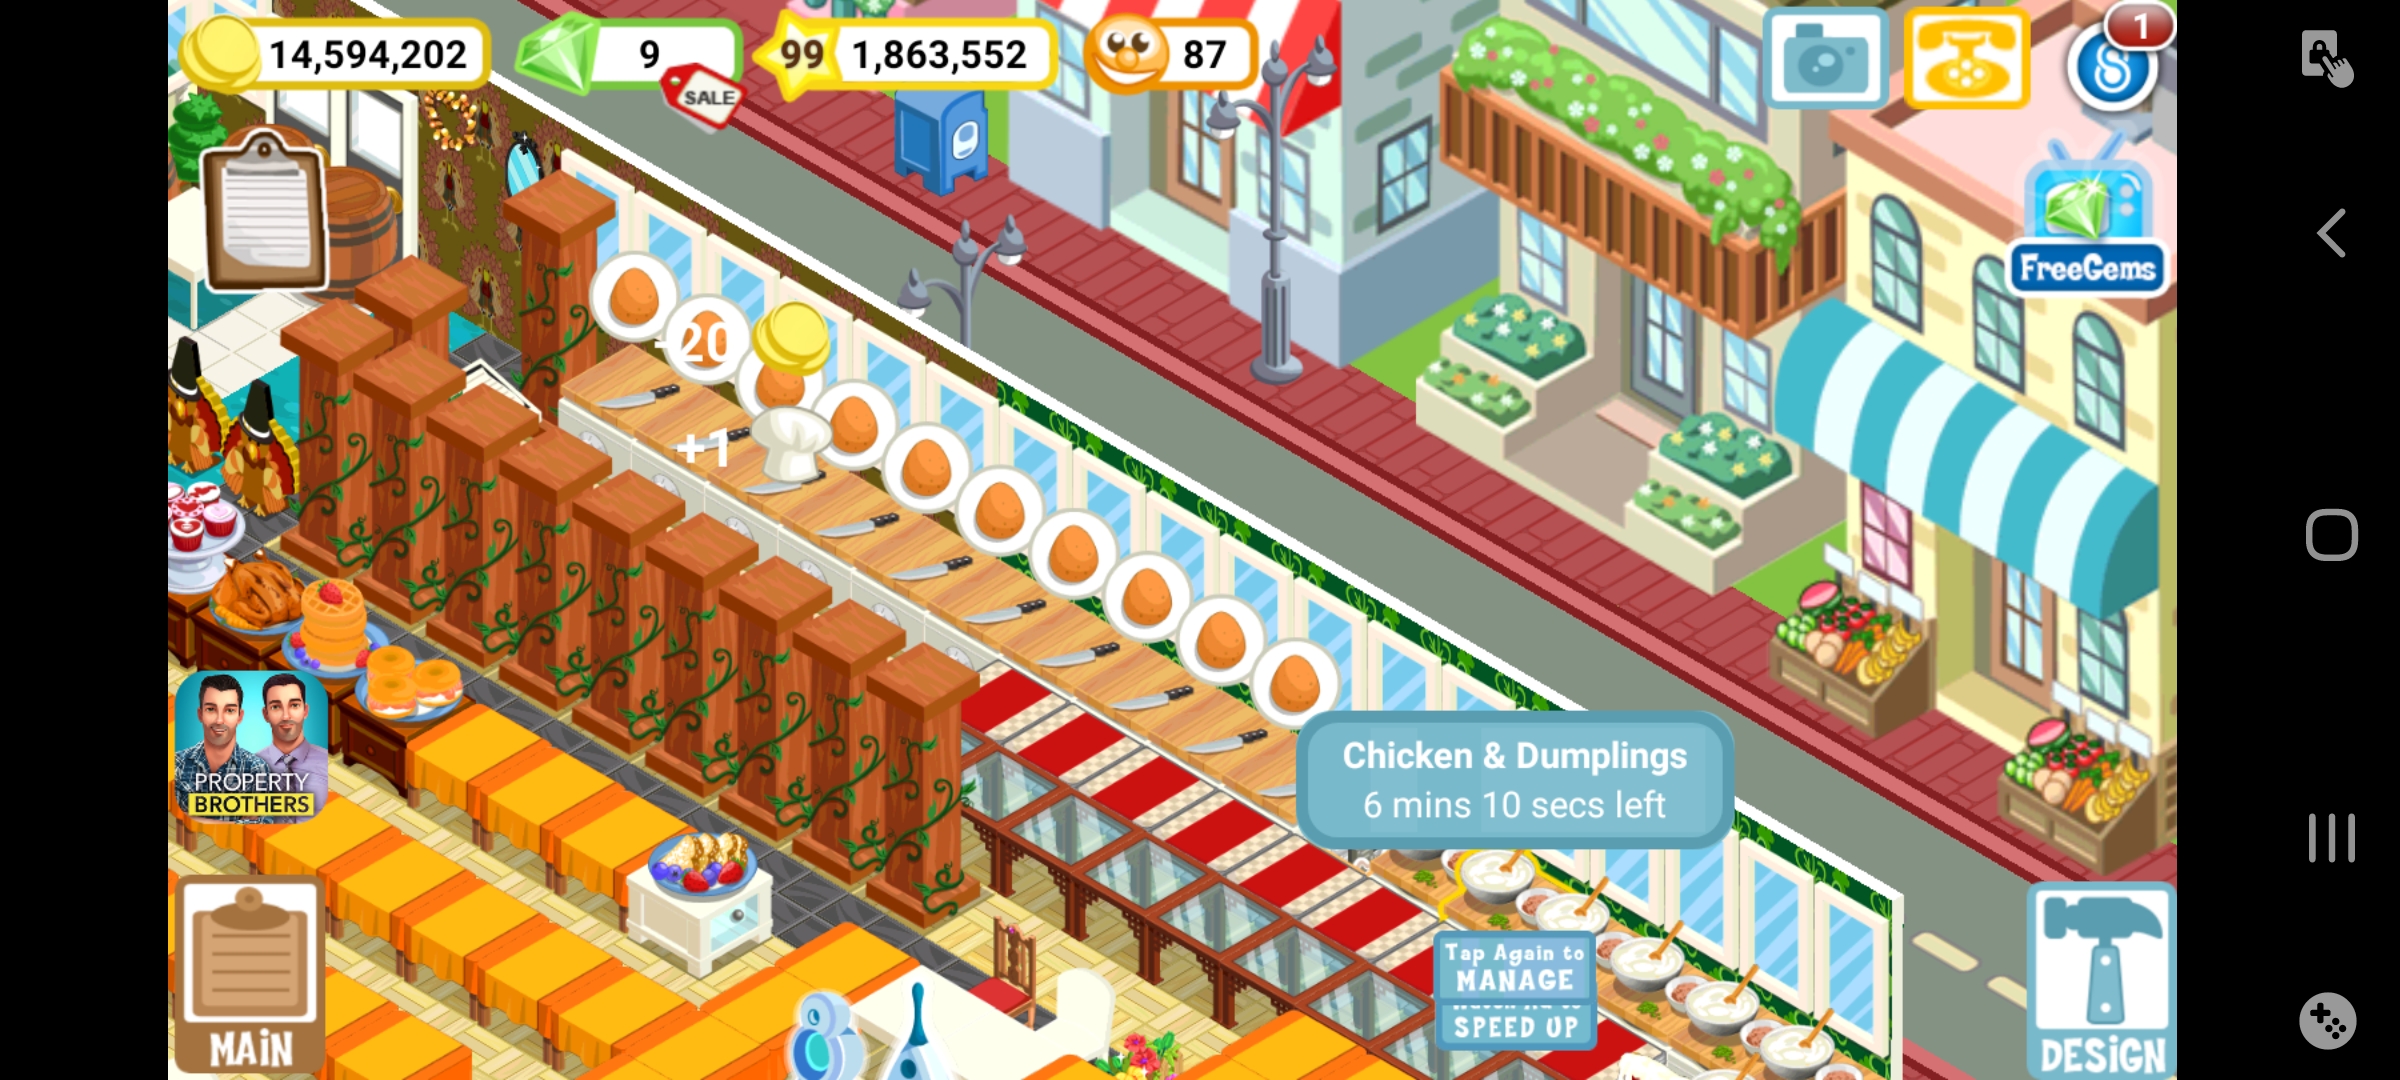 14,594,202
9
SALE
99
1,863,552
87
1
FreeGems
-20
+1
PROPERTY
BROTHERS
Chicken & Dumplings
6 mins 10 secs left
Tap Again to
MANAGE
SPEED UP
MAiN
DESiGN